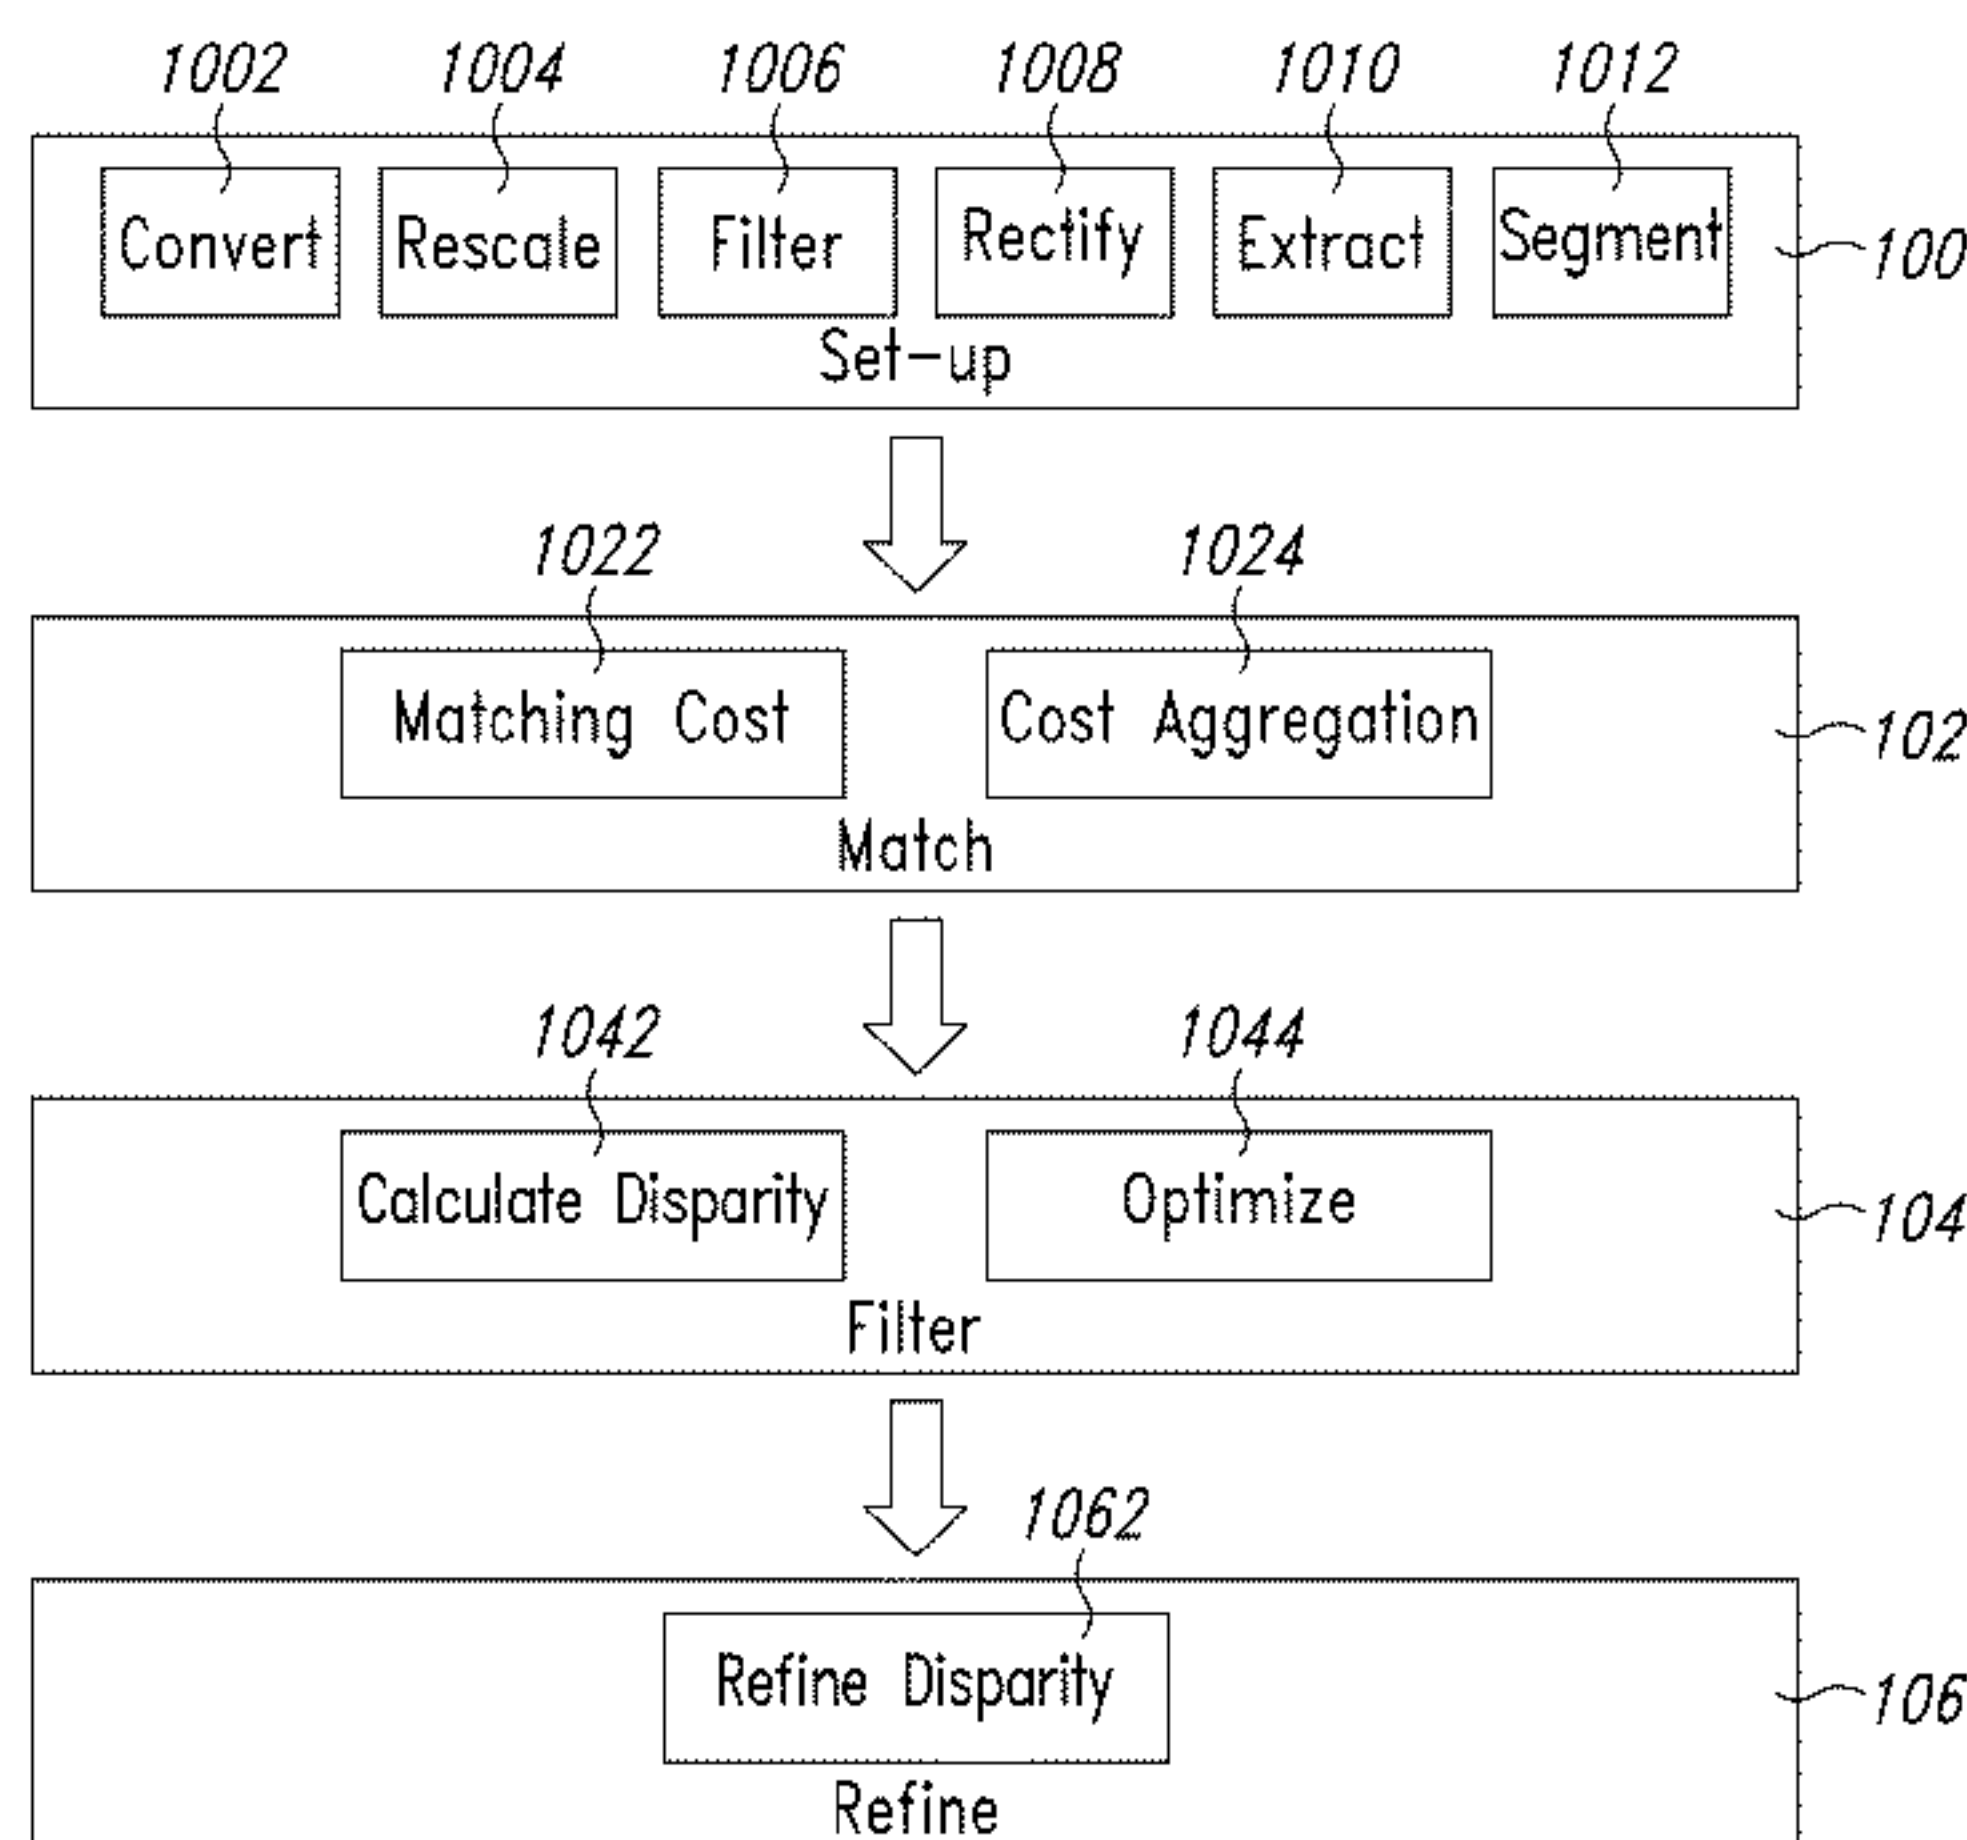 1002 1004 1006 1008 1010 1012
Convert Rescale Filter Rectify Extract Segment
100
Set-up
1022 1024
Matching Cost Cost Aggregation
102
Match
1042 1044
Calculate Disparity Optimize
104
Filter
1062
Refine Disparity
106
Refine